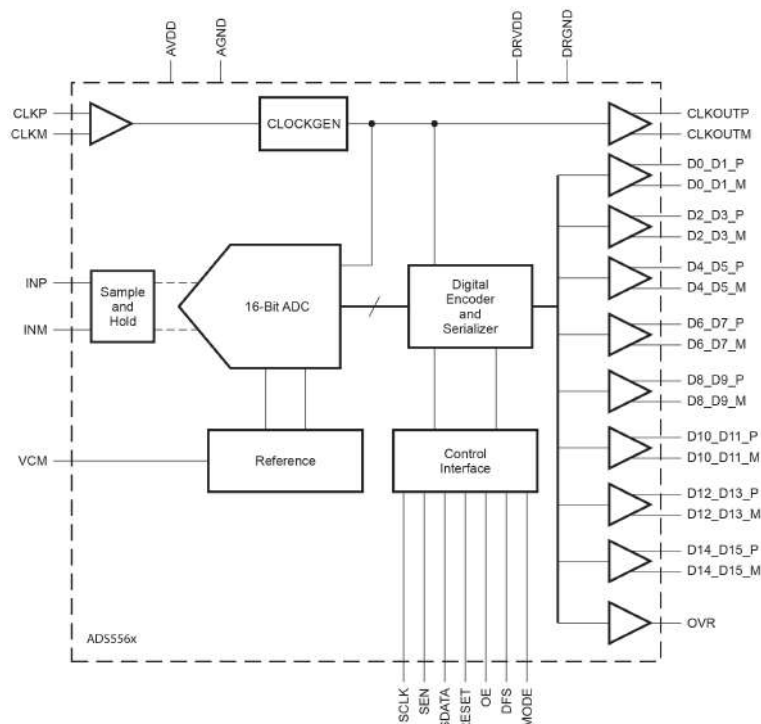 AVDD
AGND
DRVDD
DRGND
CLKP
CLKM
CLOCKGEN
CLKOUTP
CLKOUTM
D0_D1_P
D0_D1_M
D2_D3_P
D2_D3_M
D4_D5_P
D4_D5_M
INP
INM
Sample
and
Hold
16-Bit ADC
Digital
Encoder
and
Serializer
D6_D7_P
D6_D7_M
D8_D9_P
D8_D9_M
VCM
Reference
Control
Interface
D10_D11_P
D10_D11_M
D12_D13_P
D12_D13_M
D14_D15_P
D14_D15_M
OVR
ADS556x
SCLK
SEN
SDATA
RESET
OE
DFS
MODE